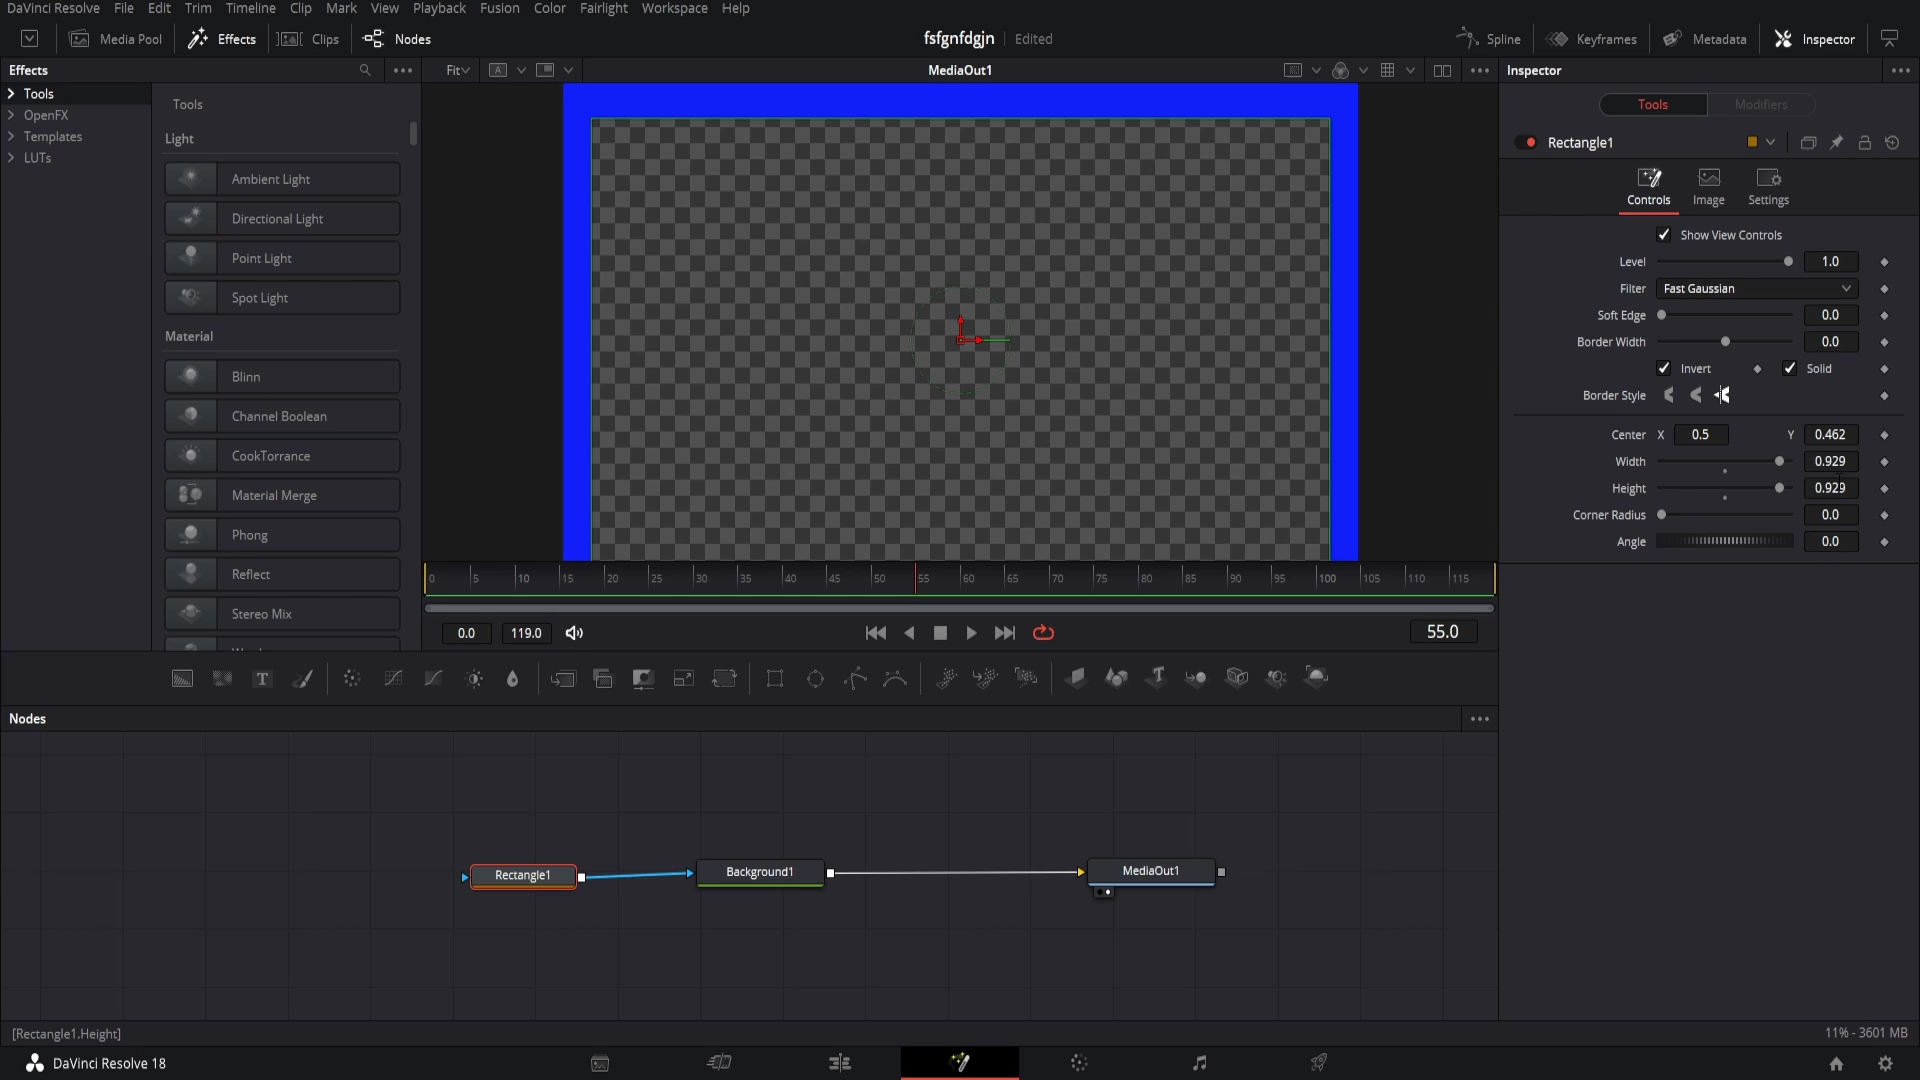 DaVinci Resolve File Edit Trim Timeline Clip Mark View Playback Fusion Color Fairlight Workspace Help
Media Pool Effects Clips Nodes fsfgnfdgjn Edited Spline Keyframes Metadata Inspector
Effects Fit A MediaOut1 Inspector
Tools
OpenFX
Templates
LUTs
Tools
Light
Ambient Light
Directional Light
Point Light
Spot Light
Material
Blinn
Channel Boolean
CookTorrance
Material Merge
Phong
Reflect
Stereo Mix
Tools Modifiers
Rectangle1
Controls Image Settings
Show View Controls
Level 1.0
Filter Fast Gaussian
Soft Edge 0.0
Border Width 0.0
Invert Solid
Border Style
Center X 0.5 Y 0.462
Width 0.929
Height 0.929
Corner Radius 0.0
Angle 0.0
0 5 10 15 20 25 30 35 40 45 50 55 60 65 70 75 80 85 90 95 100 105 110 115
0.0 119.0 55.0
T
Nodes
Rectangle1 Background1 MediaOut1
[Rectangle1.Height] 11% - 3601 MB
DaVinci Resolve 18